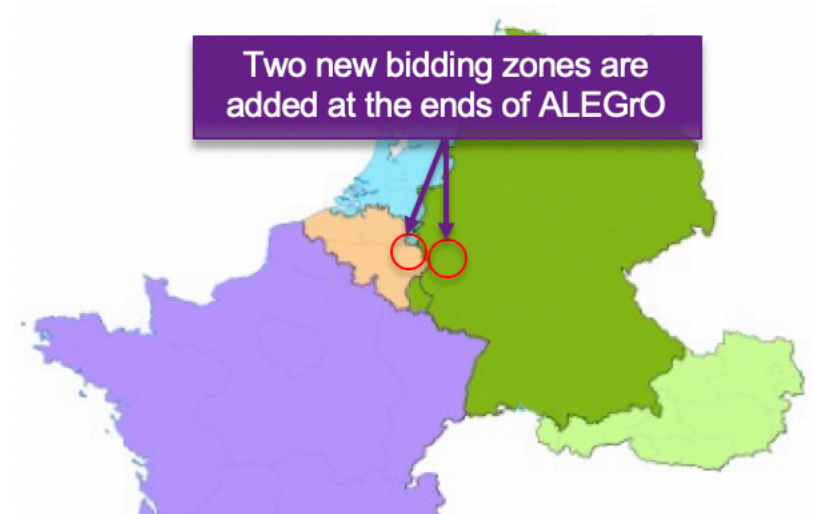 Two new bidding zones are
added at the ends of ALEGrO